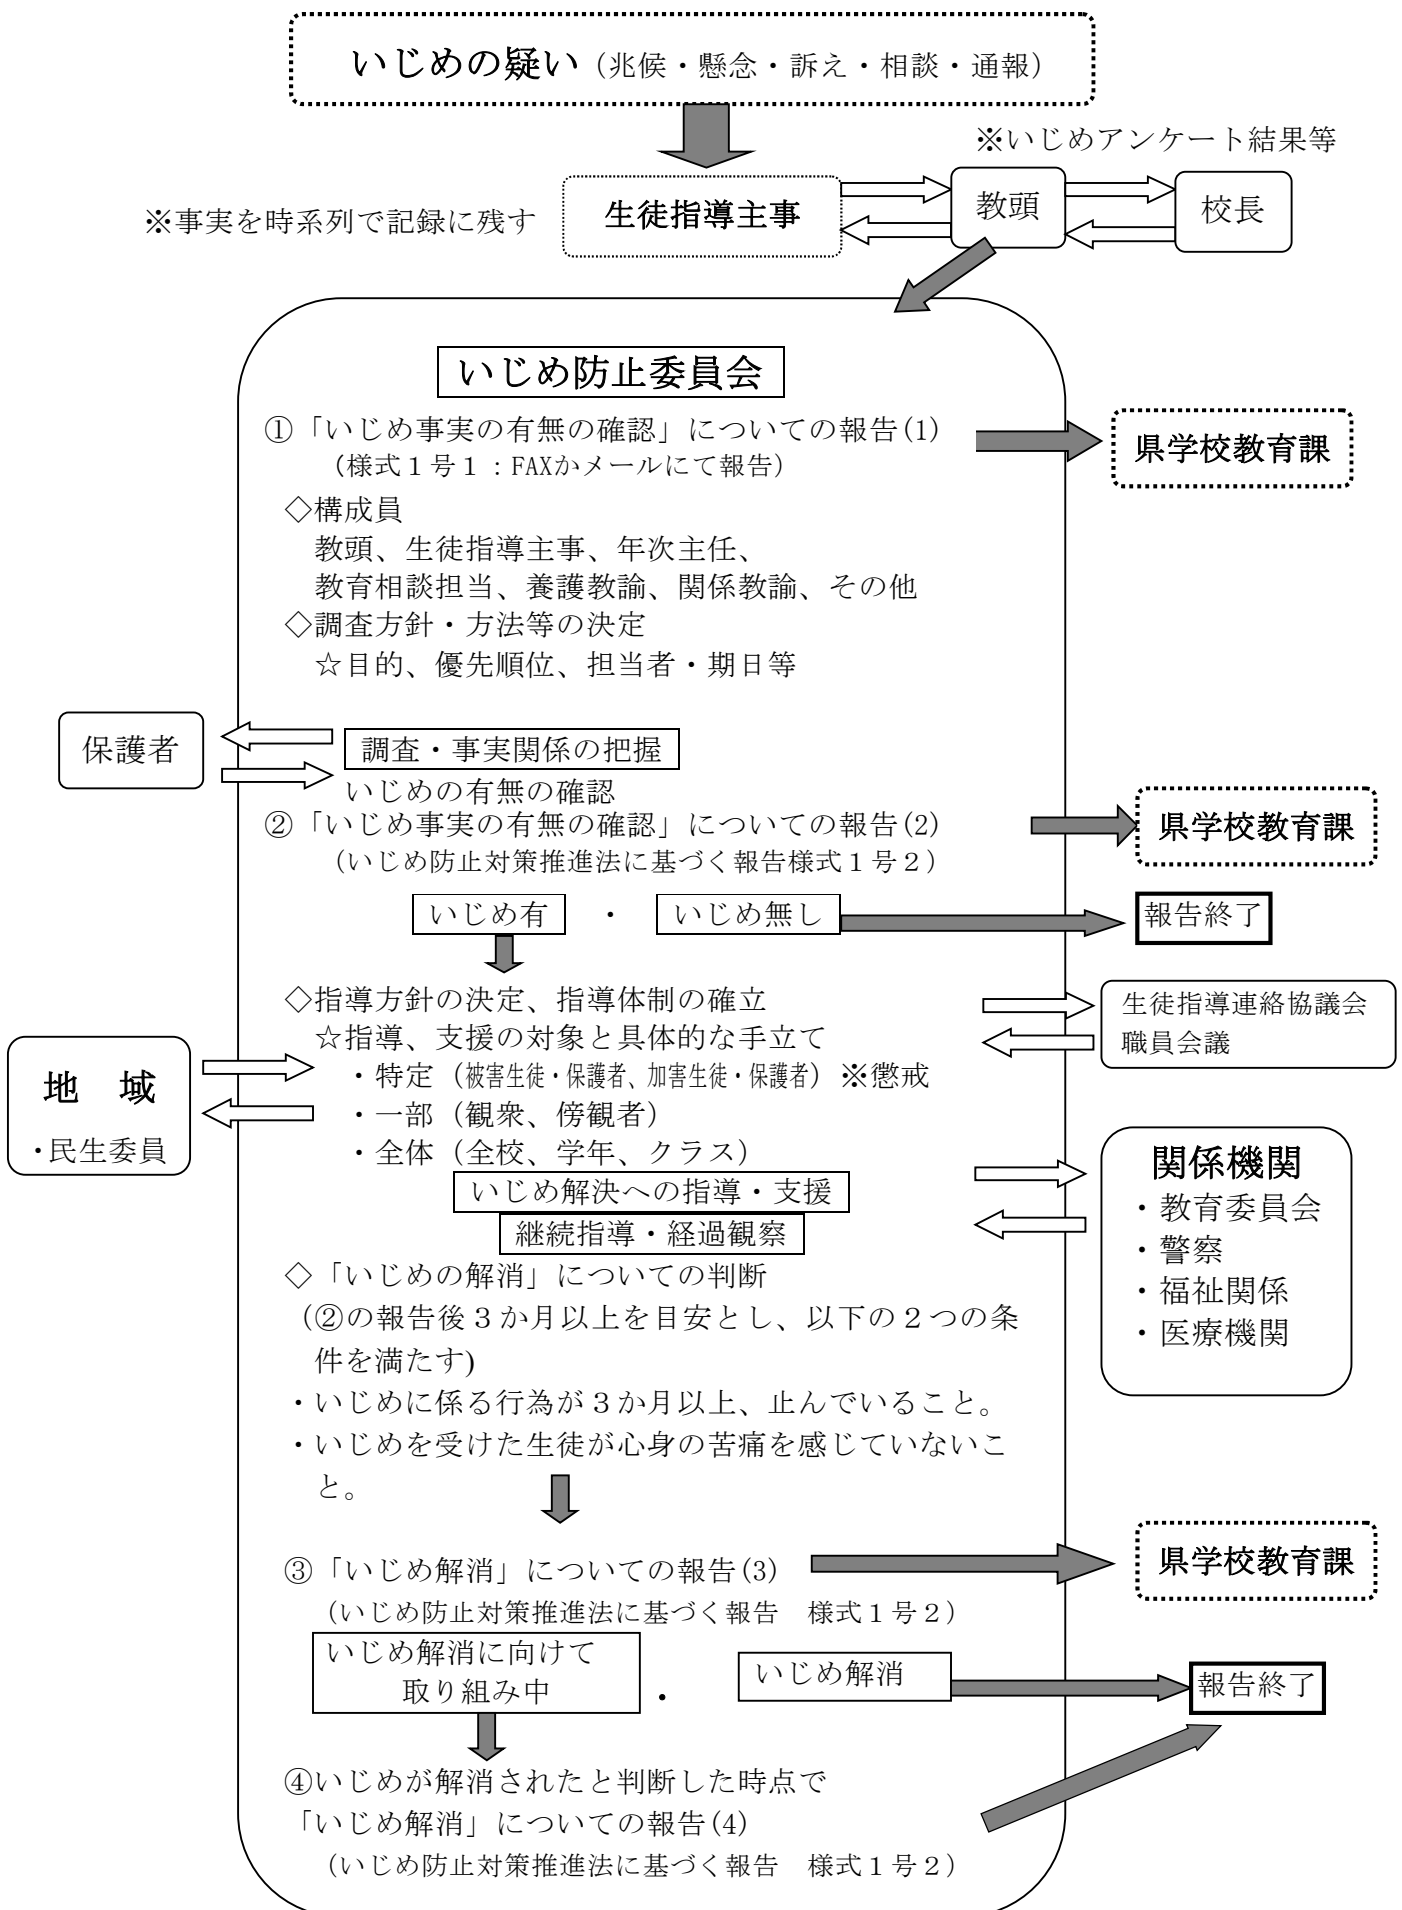 いじめの疑い（兆候・懸念・訴え・相談・通報）
※いじめアンケート結果等
※事実を時系列で記録に残す
生徒指導主事
教頭
校長
いじめ防止委員会
①「いじめ事実の有無の確認」についての報告(1)
（様式１号１：FAXかメールにて報告）
県学校教育課
◇構成員
教頭、生徒指導主事、年次主任、
教育相談担当、養護教諭、関係教諭、その他
◇調査方針・方法等の決定
☆目的、優先順位、担当者・期日等
保護者
調査・事実関係の把握
いじめの有無の確認
②「いじめ事実の有無の確認」についての報告(2)
（いじめ防止対策推進法に基づく報告様式１号２）
県学校教育課
いじめ有
・
いじめ無し
報告終了
◇指導方針の決定、指導体制の確立
☆指導、支援の対象と具体的な手立て
・特定（被害生徒・保護者、加害生徒・保護者）※懲戒
・一部（観衆、傍観者）
・全体（全校、学年、クラス）
生徒指導連絡協議会
職員会議
地　域
・民生委員
いじめ解決への指導・支援
継続指導・経過観察
関係機関
・教育委員会
・警察
・福祉関係
・医療機関
◇「いじめの解消」についての判断
（②の報告後３か月以上を目安とし、以下の２つの条
件を満たす)
・いじめに係る行為が３か月以上、止んでいること。
・いじめを受けた生徒が心身の苦痛を感じていないこ
と。
③「いじめ解消」についての報告(3)
（いじめ防止対策推進法に基づく報告　様式１号２）
県学校教育課
いじめ解消に向けて
取り組み中
・
いじめ解消
報告終了
④いじめが解消されたと判断した時点で
「いじめ解消」についての報告(4)
（いじめ防止対策推進法に基づく報告　様式１号２）